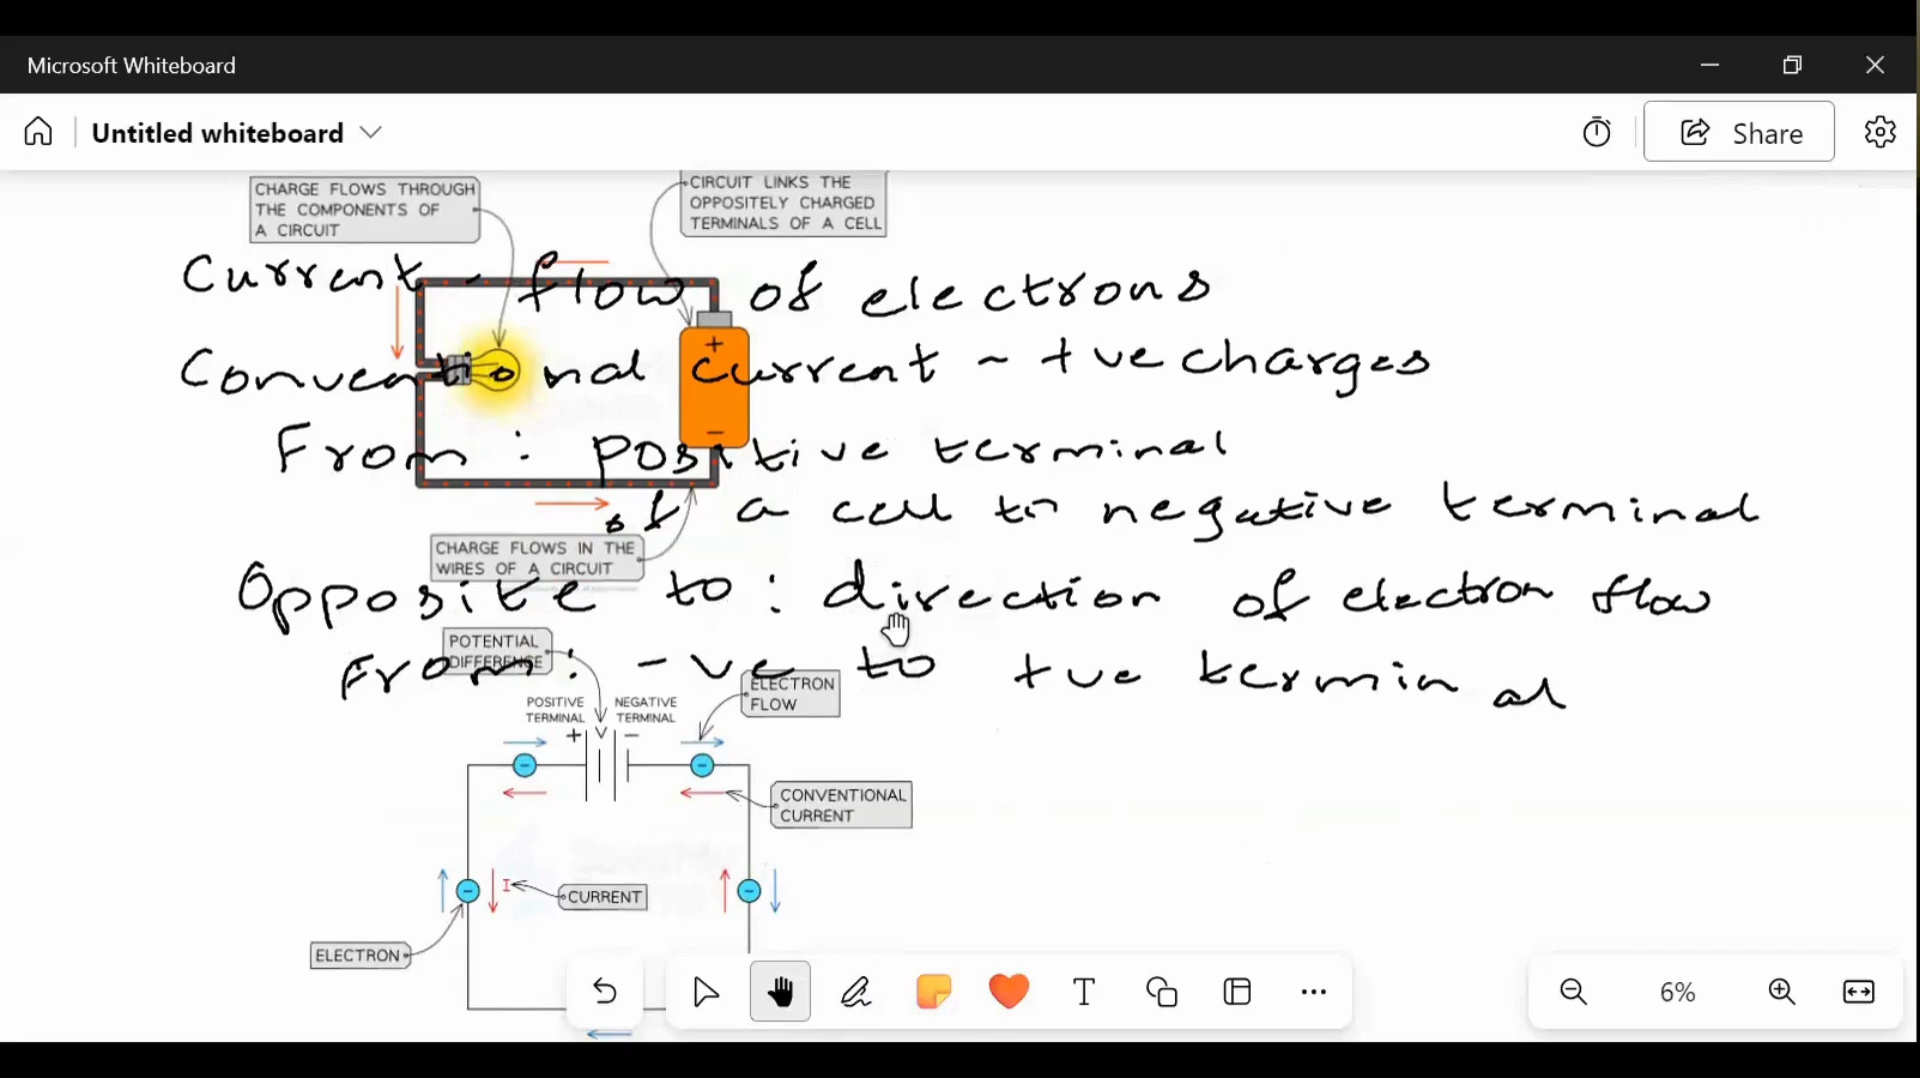 Microsoft Whiteboard
Untitled whiteboard
Share
CHARGE FLOWS THROUGH
THE COMPONENTS OF
A CIRCUIT
CIRCUIT LINKS THE
OPPOSITELY CHARGED
TERMINALS OF A CELL
Current - flow of electrons
+
Conventional current - +ve charges
−
From : positive terminal
of a cell to negative terminal
CHARGE FLOWS IN THE
WIRES OF A CIRCUIT
Opposite to : direction of electron flow
From : -ve to +ve terminal
POTENTIAL
DIFFERENCE
ELECTRON
FLOW
POSITIVE
TERMINAL
NEGATIVE
TERMINAL
+ V −
− −
CONVENTIONAL
CURRENT
− I −
CURRENT
ELECTRON
T
6%